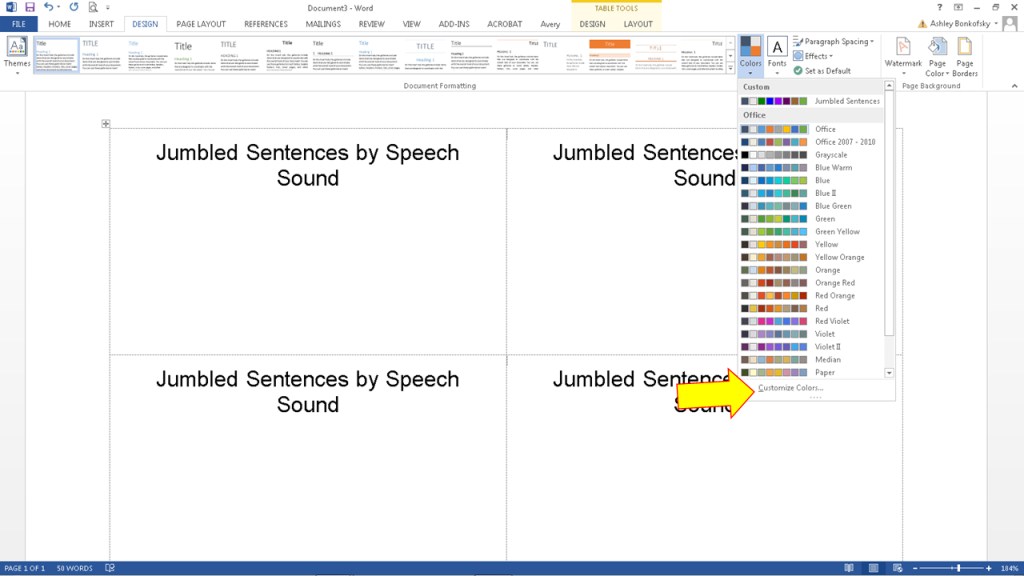 Document3 - Word
TABLE TOOLS
FILE HOME INSERT DESIGN PAGE LAYOUT REFERENCES MAILINGS REVIEW VIEW ADD-INS ACROBAT Avery DESIGN LAYOUT
Ashley Bonkofsky
Themes
Title
TITLE
Title
Title
TITLE
Title
Title
Title
TITLE
Title
Title
TITLE
Title
TITLE
Title
Colors
Fonts
Paragraph Spacing
Effects
Set as Default
Watermark
Page Color
Page Borders
Document Formatting
Page Background
Custom
Jumbled Sentences
Office
Office
Office 2007 - 2010
Grayscale
Blue Warm
Blue
Blue II
Blue Green
Green
Green Yellow
Yellow
Yellow Orange
Orange
Orange Red
Red Orange
Red
Red Violet
Violet
Violet II
Median
Paper
Customize Colors...
Jumbled Sentences by Speech
Sound
Jumbled Sentences
Sound
Jumbled Sentences by Speech
Sound
Jumbled Sentence
Sound
PAGE 1 OF 1 58 WORDS
184%